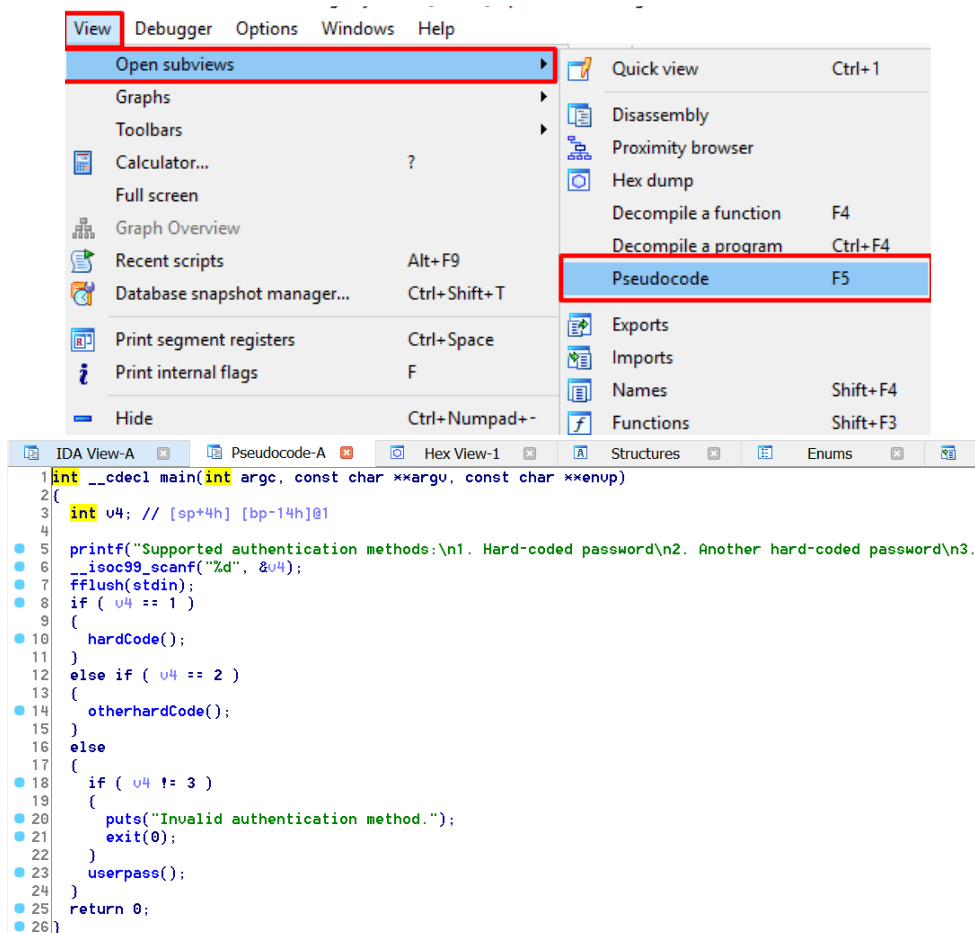 View Debugger Options Windows Help
Open subviews
Graphs
Toolbars
Calculator... ?
Full screen
Graph Overview
Recent scripts Alt+F9
Database snapshot manager... Ctrl+Shift+T
Print segment registers Ctrl+Space
Print internal flags F
Hide Ctrl+Numpad+-
Quick view Ctrl+1
Disassembly
Proximity browser
Hex dump
Decompile a function F4
Decompile a program Ctrl+F4
Pseudocode F5
Exports
Imports
Names Shift+F4
Functions Shift+F3
IDA View-A Pseudocode-A Hex View-1 Structures Enums
1 int __cdecl main(int argc, const char **argv, const char **envp)
2 {
3 int v4; // [sp+4h] [bp-14h]@1
4
5 printf("Supported authentication methods:\n1. Hard-coded password\n2. Another hard-coded password\n3.
6 __isoc99_scanf("%d", &v4);
7 fflush(stdin);
8 if ( v4 == 1 )
9 {
10 hardCode();
11 }
12 else if ( v4 == 2 )
13 {
14 otherhardCode();
15 }
16 else
17 {
18 if ( v4 != 3 )
19 {
20 puts("Invalid authentication method.");
21 exit(0);
22 }
23 userpass();
24 }
25 return 0;
26 }